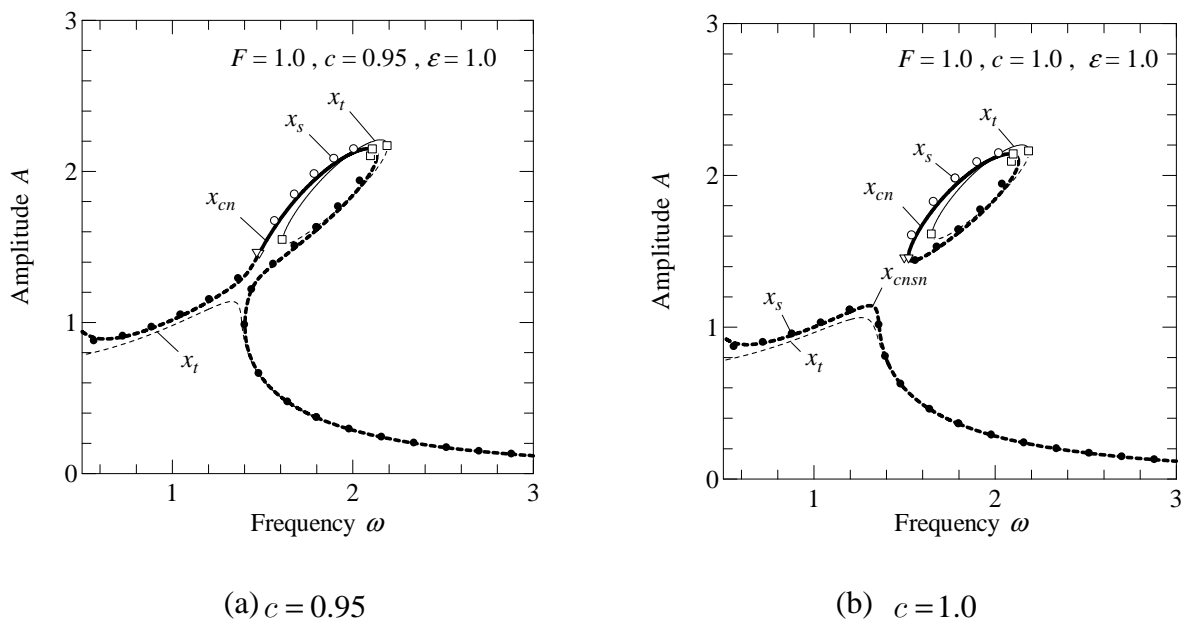 3
F = 1.0 , c = 0.95 , ε = 1.0
x_t
x_s
2
x_cn
Amplitude A
1
x_t
0
1
2
3
Frequency ω
(a) c = 0.95
3
F = 1.0 , c = 1.0 , ε = 1.0
x_t
x_s
2
x_cn
Amplitude A
x_cnsn
x_s
1
x_t
0
1
2
3
Frequency ω
(b) c = 1.0